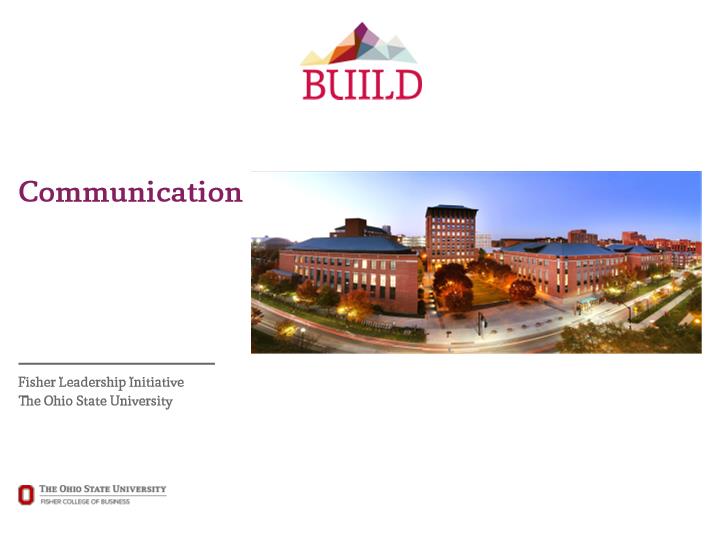 BUILD
Communication
Fisher Leadership Initiative
The Ohio State University
THE OHIO STATE UNIVERSITY
FISHER COLLEGE OF BUSINESS